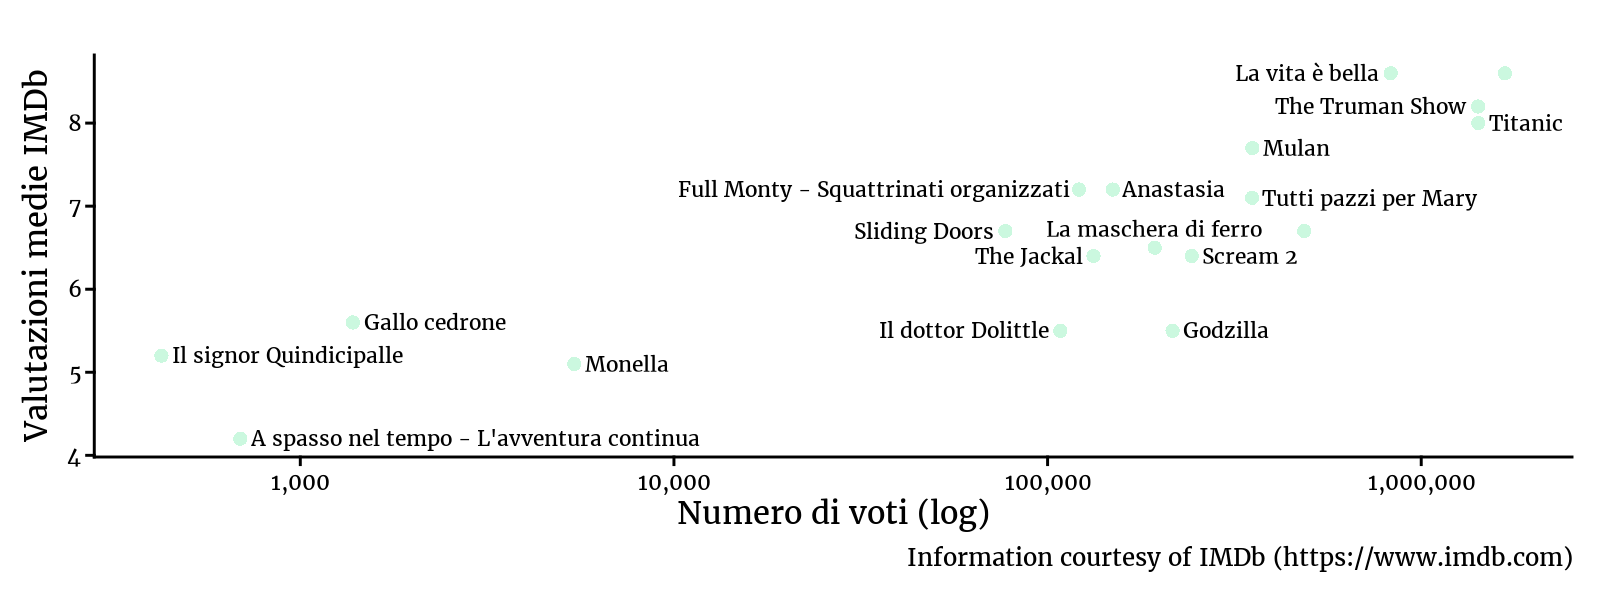 Valutazioni medie IMDb
8
7
6
5
4
La vita è bella
The Truman Show
Titanic
Mulan
Full Monty - Squattrinati organizzati
Anastasia
Tutti pazzi per Mary
Sliding Doors
La maschera di ferro
The Jackal
Scream 2
Gallo cedrone
Il dottor Dolittle
Godzilla
Il signor Quindicipalle
Monella
A spasso nel tempo - L'avventura continua
1,000
10,000
100,000
1,000,000
Numero di voti (log)
Information courtesy of IMDb (https://www.imdb.com)